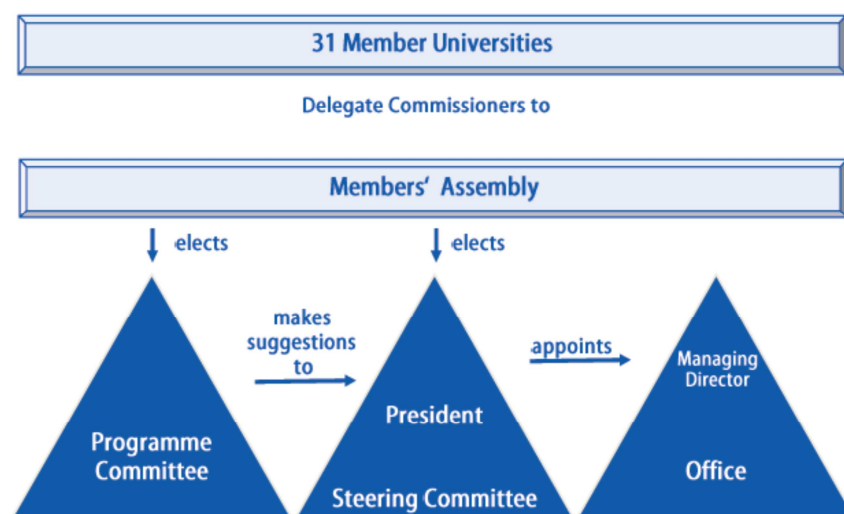 31 Member Universities
Delegate Commissioners to
Members‘ Assembly
elects
elects
makes
suggestions
to
appoints
Programme
Committee
President
Steering Committee
Managing
Director
Office